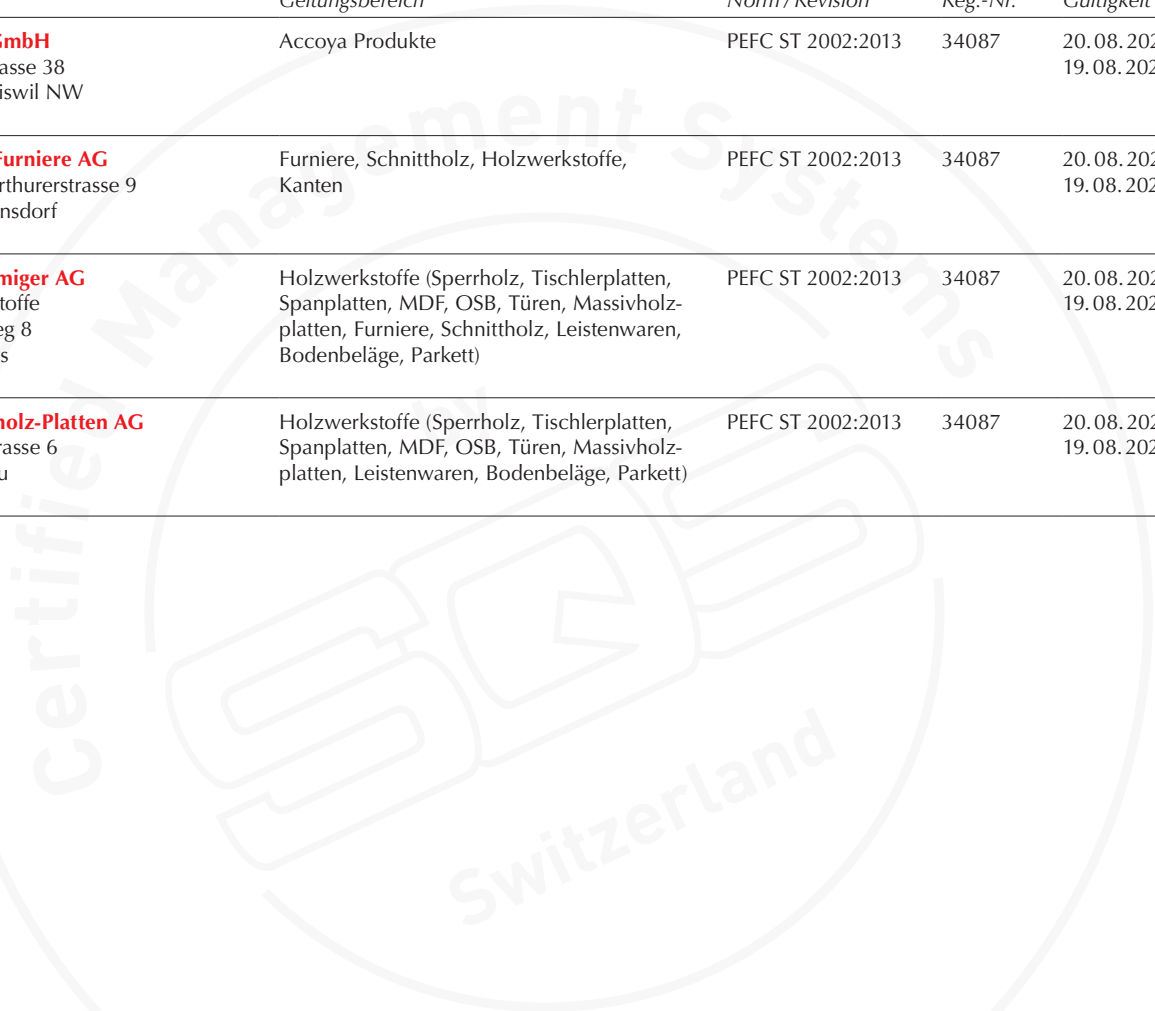 Geltungsbereich Norm / Revision Reg.-Nr. Gültigkeit
GmbH Accoya Produkte PEFC ST 2002:2013 34087 20.08.202
asse 38 19.08.202
iswil NW
Furniere AG Furniere, Schnittholz, Holzwerkstoffe, PEFC ST 2002:2013 34087 20.08.202
rthurerstrasse 9 Kanten 19.08.202
nsdorf
miger AG Holzwerkstoffe (Sperrholz, Tischlerplatten, PEFC ST 2002:2013 34087 20.08.202
toffe Spanplatten, MDF, OSB, Türen, Massivholz- 19.08.202
eg 8 platten, Furniere, Schnittholz, Leistenwaren,
s Bodenbeläge, Parkett)
holz-Platten AG Holzwerkstoffe (Sperrholz, Tischlerplatten, PEFC ST 2002:2013 34087 20.08.202
rasse 6 Spanplatten, MDF, OSB, Türen, Massivholz- 19.08.202
u platten, Leistenwaren, Bodenbeläge, Parkett)
Certified Management Systems
by
SQS
Switzerland